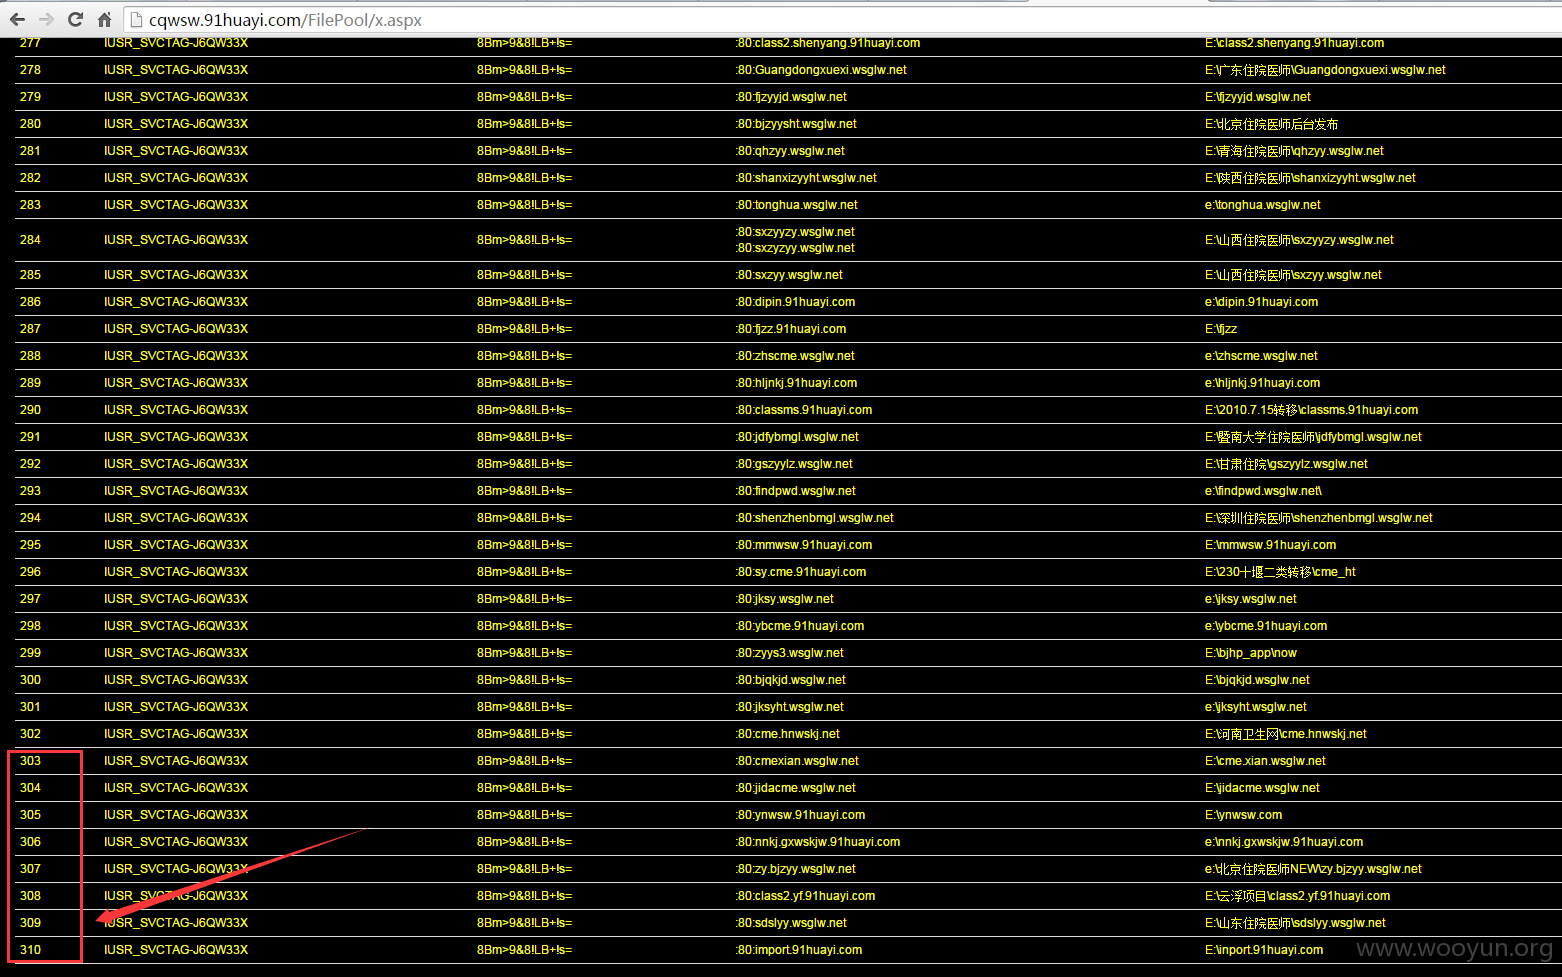 cqwsw.91huayi.com/FilePool/x.aspx
277 IUSR_SVCTAG-J6QW33X 8Bm>9&8!LB+!s= :80:class2.shenyang.91huayi.com E:\class2.shenyang.91huayi.com
278 IUSR_SVCTAG-J6QW33X 8Bm>9&8!LB+!s= :80:Guangdongxuexi.wsglw.net E:\广东住院医师\Guangdongxuexi.wsglw.net
279 IUSR_SVCTAG-J6QW33X 8Bm>9&8!LB+!s= :80:fjzyyjd.wsglw.net E:\fjzyyjd.wsglw.net
280 IUSR_SVCTAG-J6QW33X 8Bm>9&8!LB+!s= :80:bjzyysht.wsglw.net E:\北京住院医师后台发布
281 IUSR_SVCTAG-J6QW33X 8Bm>9&8!LB+!s= :80:qhzyy.wsglw.net E:\青海住院医师\qhzyy.wsglw.net
282 IUSR_SVCTAG-J6QW33X 8Bm>9&8!LB+!s= :80:shanxizyyht.wsglw.net E:\陕西住院医师\shanxizyyht.wsglw.net
283 IUSR_SVCTAG-J6QW33X 8Bm>9&8!LB+!s= :80:tonghua.wsglw.net e:\tonghua.wsglw.net
284 IUSR_SVCTAG-J6QW33X 8Bm>9&8!LB+!s= :80:sxzyyzy.wsglw.net E:\山西住院医师\sxzyyzy.wsglw.net
:80:sxzyzyy.wsglw.net
285 IUSR_SVCTAG-J6QW33X 8Bm>9&8!LB+!s= :80:sxzyy.wsglw.net E:\山西住院医师\sxzyy.wsglw.net
286 IUSR_SVCTAG-J6QW33X 8Bm>9&8!LB+!s= :80:dipin.91huayi.com e:\dipin.91huayi.com
287 IUSR_SVCTAG-J6QW33X 8Bm>9&8!LB+!s= :80:fjzz.91huayi.com E:\fjzz
288 IUSR_SVCTAG-J6QW33X 8Bm>9&8!LB+!s= :80:zhscme.wsglw.net e:\zhscme.wsglw.net
289 IUSR_SVCTAG-J6QW33X 8Bm>9&8!LB+!s= :80:hljnkj.91huayi.com e:\hljnkj.91huayi.com
290 IUSR_SVCTAG-J6QW33X 8Bm>9&8!LB+!s= :80:classms.91huayi.com E:\2010.7.15转移\classms.91huayi.com
291 IUSR_SVCTAG-J6QW33X 8Bm>9&8!LB+!s= :80:jdfybmgl.wsglw.net E:\暨南大学住院医师\jdfybmgl.wsglw.net
292 IUSR_SVCTAG-J6QW33X 8Bm>9&8!LB+!s= :80:gszyylz.wsglw.net E:\甘肃住院\gszyylz.wsglw.net
293 IUSR_SVCTAG-J6QW33X 8Bm>9&8!LB+!s= :80:findpwd.wsglw.net e:\findpwd.wsglw.net\
294 IUSR_SVCTAG-J6QW33X 8Bm>9&8!LB+!s= :80:shenzhenbmgl.wsglw.net E:\深圳住院医师\shenzhenbmgl.wsglw.net
295 IUSR_SVCTAG-J6QW33X 8Bm>9&8!LB+!s= :80:mmwsw.91huayi.com E:\mmwsw.91huayi.com
296 IUSR_SVCTAG-J6QW33X 8Bm>9&8!LB+!s= :80:sy.cme.91huayi.com E:\230十堰二类转移\cme_ht
297 IUSR_SVCTAG-J6QW33X 8Bm>9&8!LB+!s= :80:jksy.wsglw.net e:\jksy.wsglw.net
298 IUSR_SVCTAG-J6QW33X 8Bm>9&8!LB+!s= :80:ybcme.91huayi.com e:\ybcme.91huayi.com
299 IUSR_SVCTAG-J6QW33X 8Bm>9&8!LB+!s= :80:zyys3.wsglw.net E:\bjhp_app\now
300 IUSR_SVCTAG-J6QW33X 8Bm>9&8!LB+!s= :80:bjqkjd.wsglw.net E:\bjqkjd.wsglw.net
301 IUSR_SVCTAG-J6QW33X 8Bm>9&8!LB+!s= :80:jksyht.wsglw.net e:\jksyht.wsglw.net
302 IUSR_SVCTAG-J6QW33X 8Bm>9&8!LB+!s= :80:cme.hnwskj.net E:\河南卫生网\cme.hnwskj.net
303 IUSR_SVCTAG-J6QW33X 8Bm>9&8!LB+!s= :80:cmexian.wsglw.net E:\cme.xian.wsglw.net
304 IUSR_SVCTAG-J6QW33X 8Bm>9&8!LB+!s= :80:jidacme.wsglw.net E:\jidacme.wsglw.net
305 IUSR_SVCTAG-J6QW33X 8Bm>9&8!LB+!s= :80:ynwsw.91huayi.com E:\ynwsw.com
306 IUSR_SVCTAG-J6QW33X 8Bm>9&8!LB+!s= :80:nnkj.gxwskjw.91huayi.com e:\nnkj.gxwskjw.91huayi.com
307 IUSR_SVCTAG-J6QW33X 8Bm>9&8!LB+!s= :80:zy.bjzyy.wsglw.net e:\北京住院医师NEW\zy.bjzyy.wsglw.net
308 IUSR_SVCTAG-J6QW33X 8Bm>9&8!LB+!s= :80:class2.yf.91huayi.com E:\云浮项目\class2.yf.91huayi.com
309 IUSR_SVCTAG-J6QW33X 8Bm>9&8!LB+!s= :80:sdslyy.wsglw.net E:\山东住院医师\sdslyy.wsglw.net
310 IUSR_SVCTAG-J6QW33X 8Bm>9&8!LB+!s= :80:import.91huayi.com E:\inport.91huayi.com
www.wooyun.org